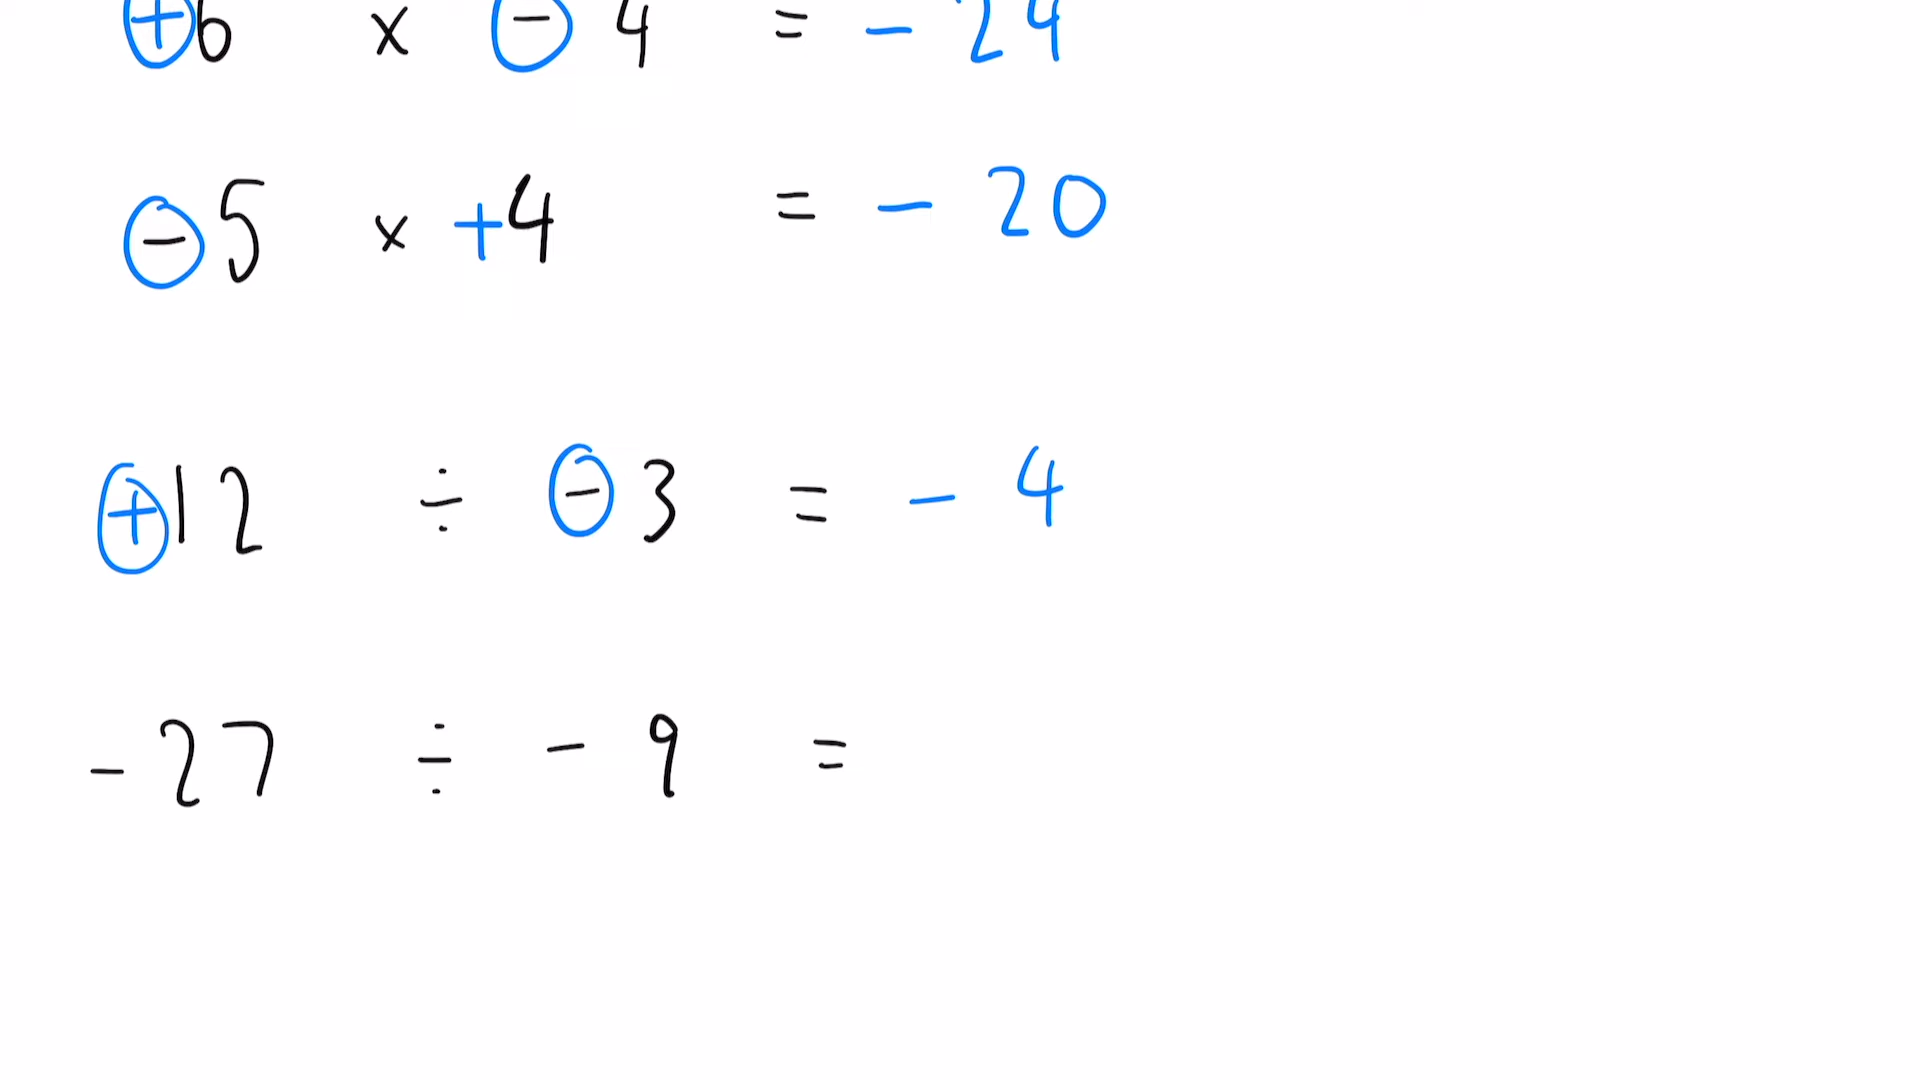 +6 x - 4 = - 24
- 5 x +4 = - 20
+12 ÷ - 3 = - 4
- 27 ÷ - 9 =